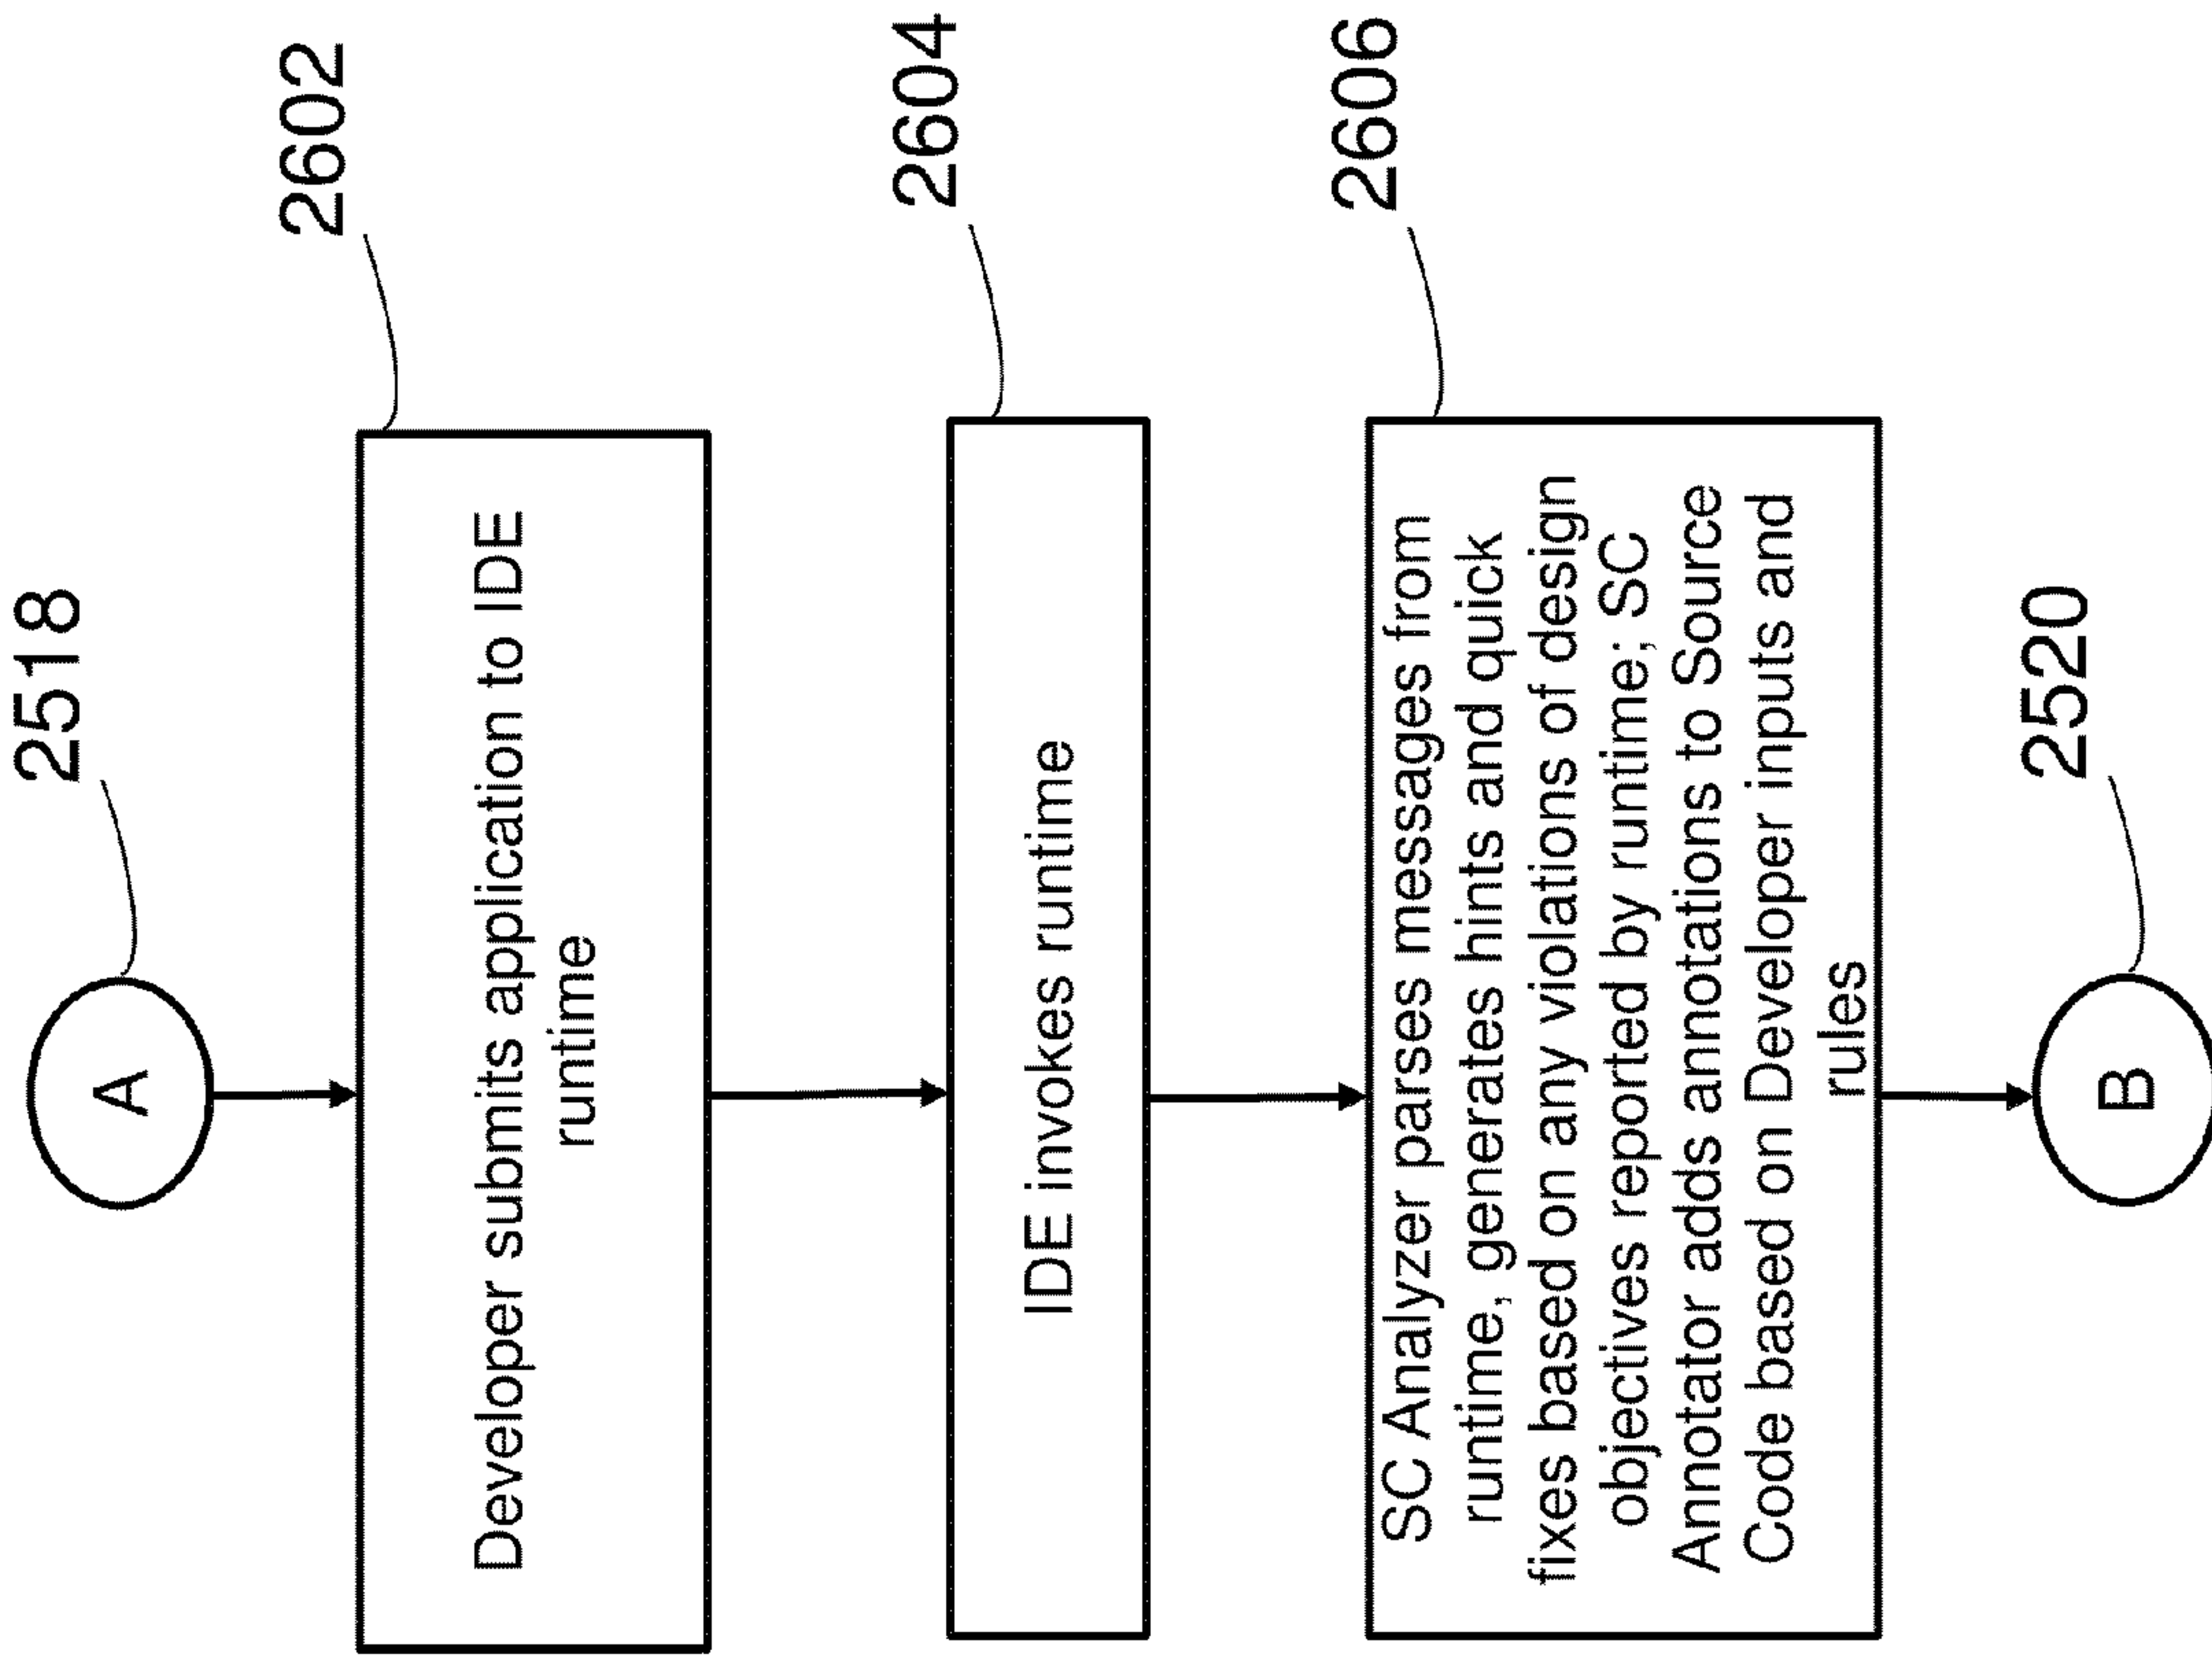 2518
A
2602
Developer submits application to IDE
runtime
2604
IDE invokes runtime
2606
SC Analyzer parses messages from
runtime, generates hints and quick
fixes based on any violations of design
objectives reported by runtime; SC
Annotator adds annotations to Source
Code based on Developer inputs and
rules
2520
B